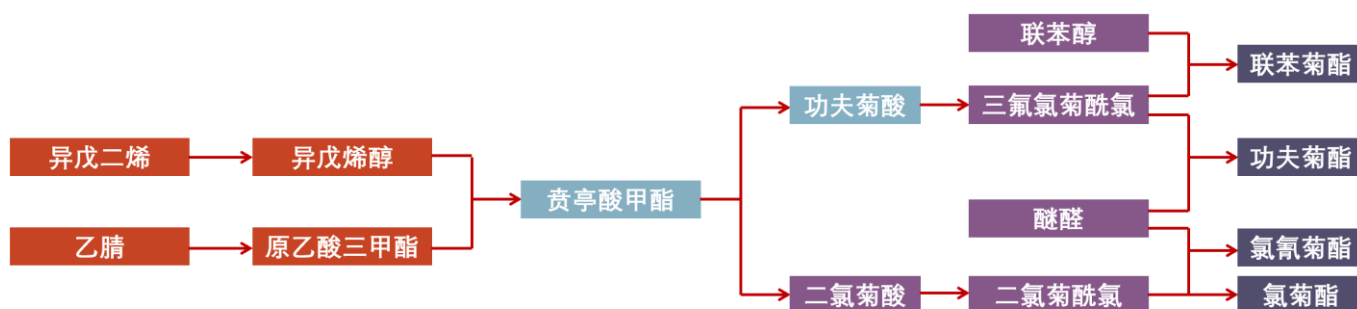 联苯醇
联苯菊酯
功夫菊酸
三氟氯菊酰氯
异戊二烯
异戊烯醇
功夫菊酯
贲亭酸甲酯
醚醛
乙腈
原乙酸三甲酯
氯氰菊酯
二氯菊酸
二氯菊酰氯
氯菊酯